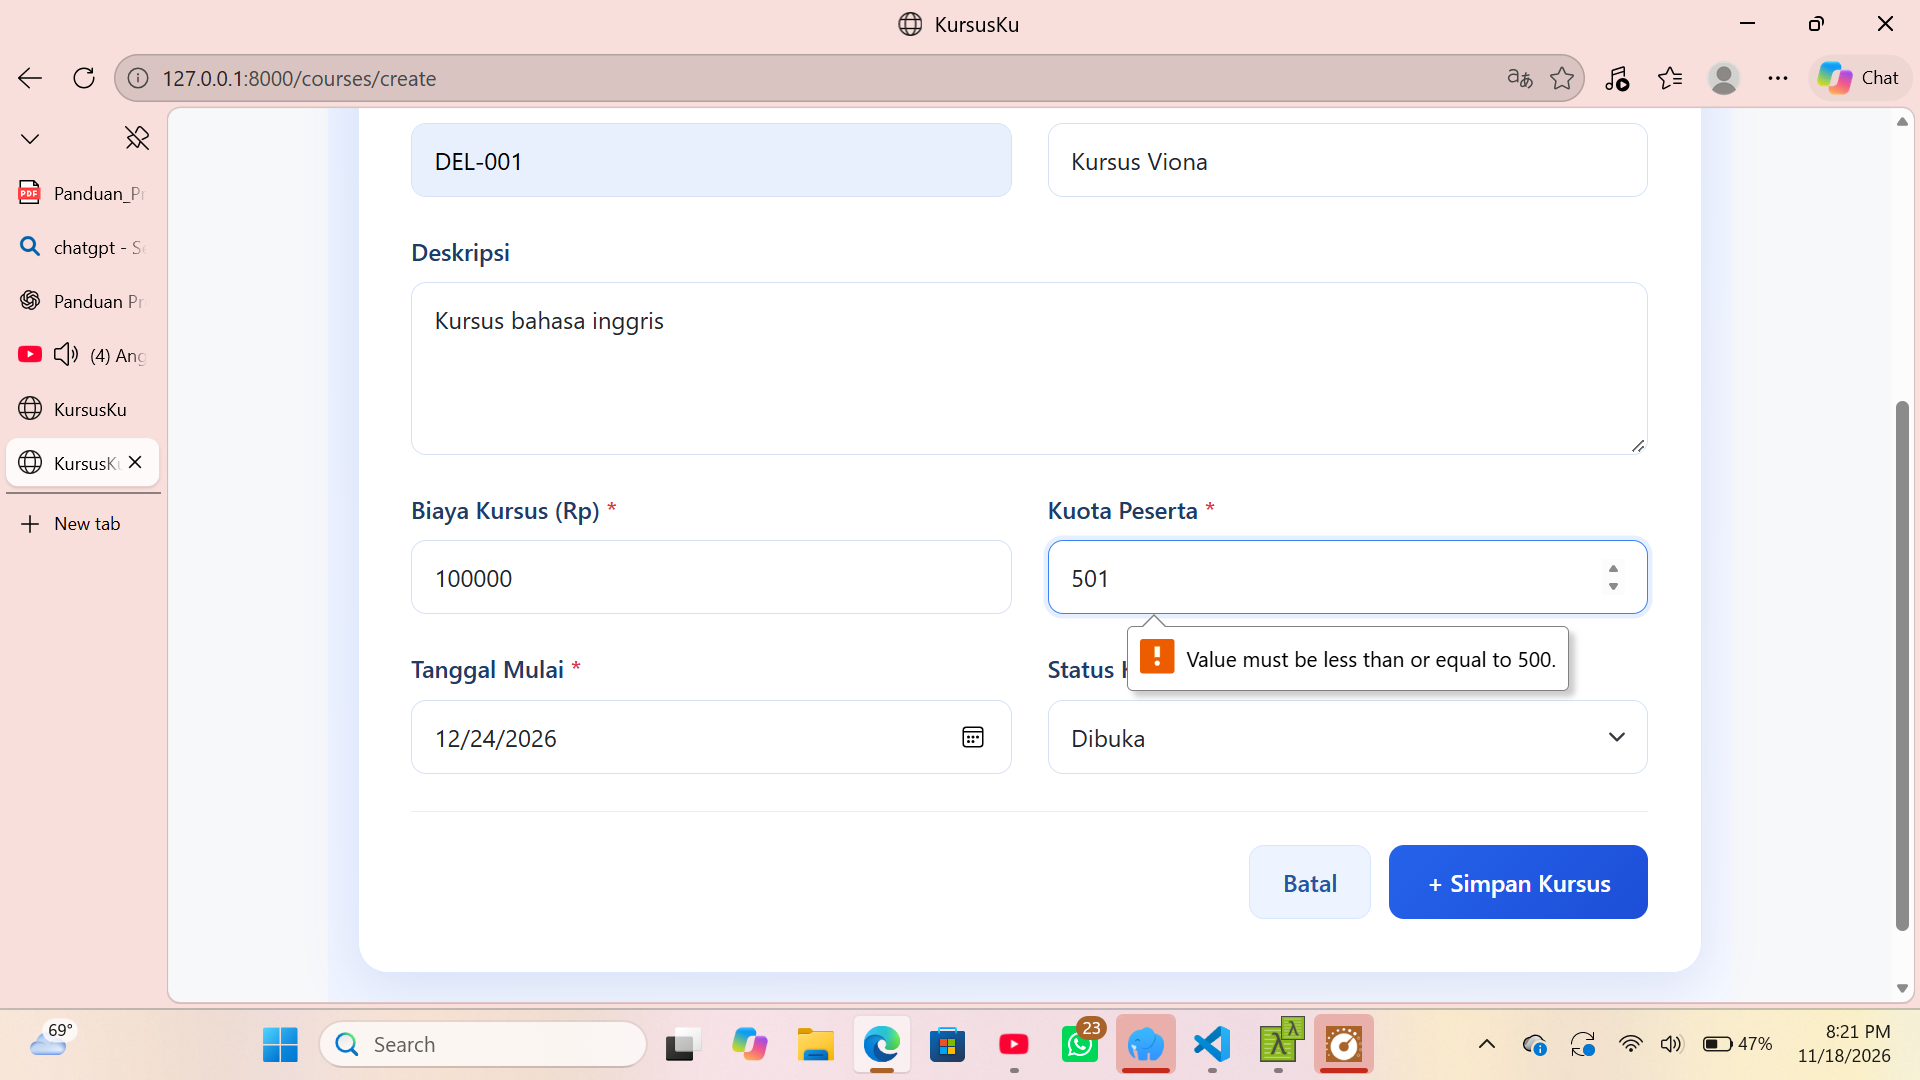 KursusKu
127.0.0.1:8000/courses/create
Chat
Panduan_Pr
chatgpt - Se
Panduan Pr
(4) Ang
KursusKu
KursusKu
New tab
DEL-001
Kursus Viona
Deskripsi
Kursus bahasa inggris
Biaya Kursus (Rp) *
Kuota Peserta *
100000
501
Value must be less than or equal to 500.
Tanggal Mulai *
Status
12/24/2026
Dibuka
Batal
+ Simpan Kursus
69°
Search
23
47%
8:21 PM
11/18/2026